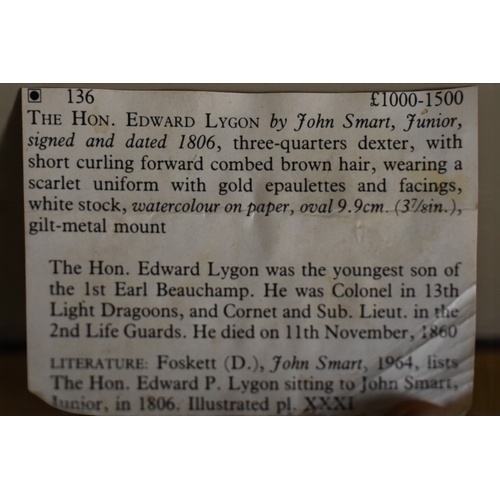 136 £1000-1500
THE HON. EDWARD LYGON by John Smart, Junior,
signed and dated 1806, three-quarters dexter, with
short curling forward combed brown hair, wearing a
scarlet uniform with gold epaulettes and facings,
white stock, watercolour on paper, oval 9.9cm. (3⅞in.),
gilt-metal mount
The Hon. Edward Lygon was the youngest son of
the 1st Earl Beauchamp. He was Colonel in 13th
Light Dragoons, and Cornet and Sub. Lieut. in the
2nd Life Guards. He died on 11th November, 1860
LITERATURE: Foskett (D.), John Smart, 1964, lists
The Hon. Edward P. Lygon sitting to John Smart,
Junior, in 1806. Illustrated pl. XXXI